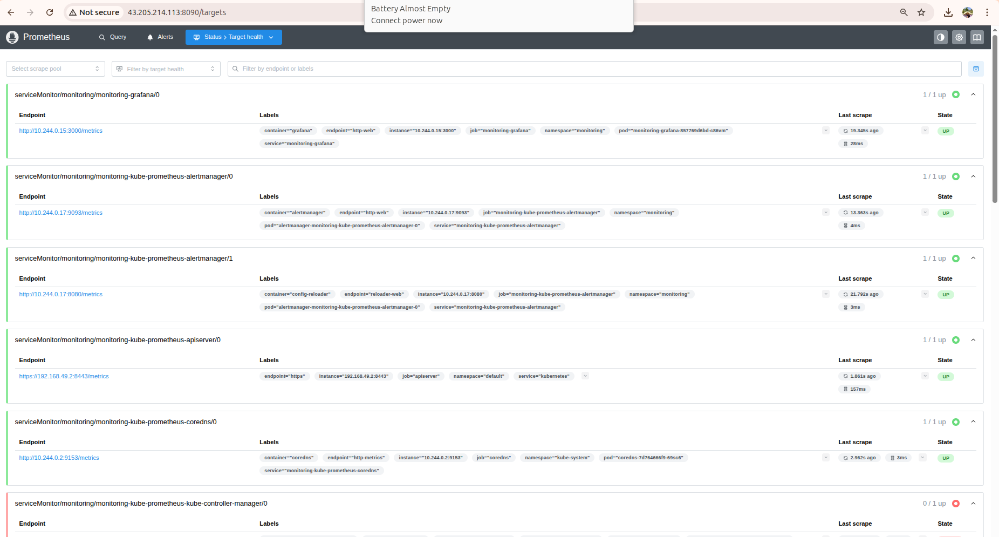 Battery Almost Empty
Connect power now
Not secure 43.205.214.113:8090/targets
Prometheus Query Alerts Status > Target health
Select scrape pool Filter by target health Filter by endpoint or labels
serviceMonitor/monitoring/monitoring-grafana/0 1 / 1 up
Endpoint Labels Last scrape State
http://10.244.0.15:3000/metrics container="grafana" endpoint="http-web" instance="10.244.0.15:3000" job="monitoring-grafana" namespace="monitoring" pod="monitoring-grafana-857769d6bd-c86vm" 19.345s ago UP
service="monitoring-grafana" 28ms
serviceMonitor/monitoring/monitoring-kube-prometheus-alertmanager/0 1 / 1 up
Endpoint Labels Last scrape State
http://10.244.0.17:9093/metrics container="alertmanager" endpoint="http-web" instance="10.244.0.17:9093" job="monitoring-kube-prometheus-alertmanager" namespace="monitoring" 13.363s ago UP
pod="alertmanager-monitoring-kube-prometheus-alertmanager-0" service="monitoring-kube-prometheus-alertmanager" 4ms
serviceMonitor/monitoring/monitoring-kube-prometheus-alertmanager/1 1 / 1 up
Endpoint Labels Last scrape State
http://10.244.0.17:8080/metrics container="config-reloader" endpoint="reloader-web" instance="10.244.0.17:8080" job="monitoring-kube-prometheus-alertmanager" namespace="monitoring" 21.792s ago UP
pod="alertmanager-monitoring-kube-prometheus-alertmanager-0" service="monitoring-kube-prometheus-alertmanager" 3ms
serviceMonitor/monitoring/monitoring-kube-prometheus-apiserver/0 1 / 1 up
Endpoint Labels Last scrape State
https://192.168.49.2:8443/metrics endpoint="https" instance="192.168.49.2:8443" job="apiserver" namespace="default" service="kubernetes" 1.861s ago UP
157ms
serviceMonitor/monitoring/monitoring-kube-prometheus-coredns/0 1 / 1 up
Endpoint Labels Last scrape State
http://10.244.0.2:9153/metrics container="coredns" endpoint="http-metrics" instance="10.244.0.2:9153" job="coredns" namespace="kube-system" pod="coredns-7d764666f9-69sc6" 2.962s ago 3ms UP
service="monitoring-kube-prometheus-coredns"
serviceMonitor/monitoring/monitoring-kube-prometheus-kube-controller-manager/0 0 / 1 up
Endpoint Labels Last scrape State